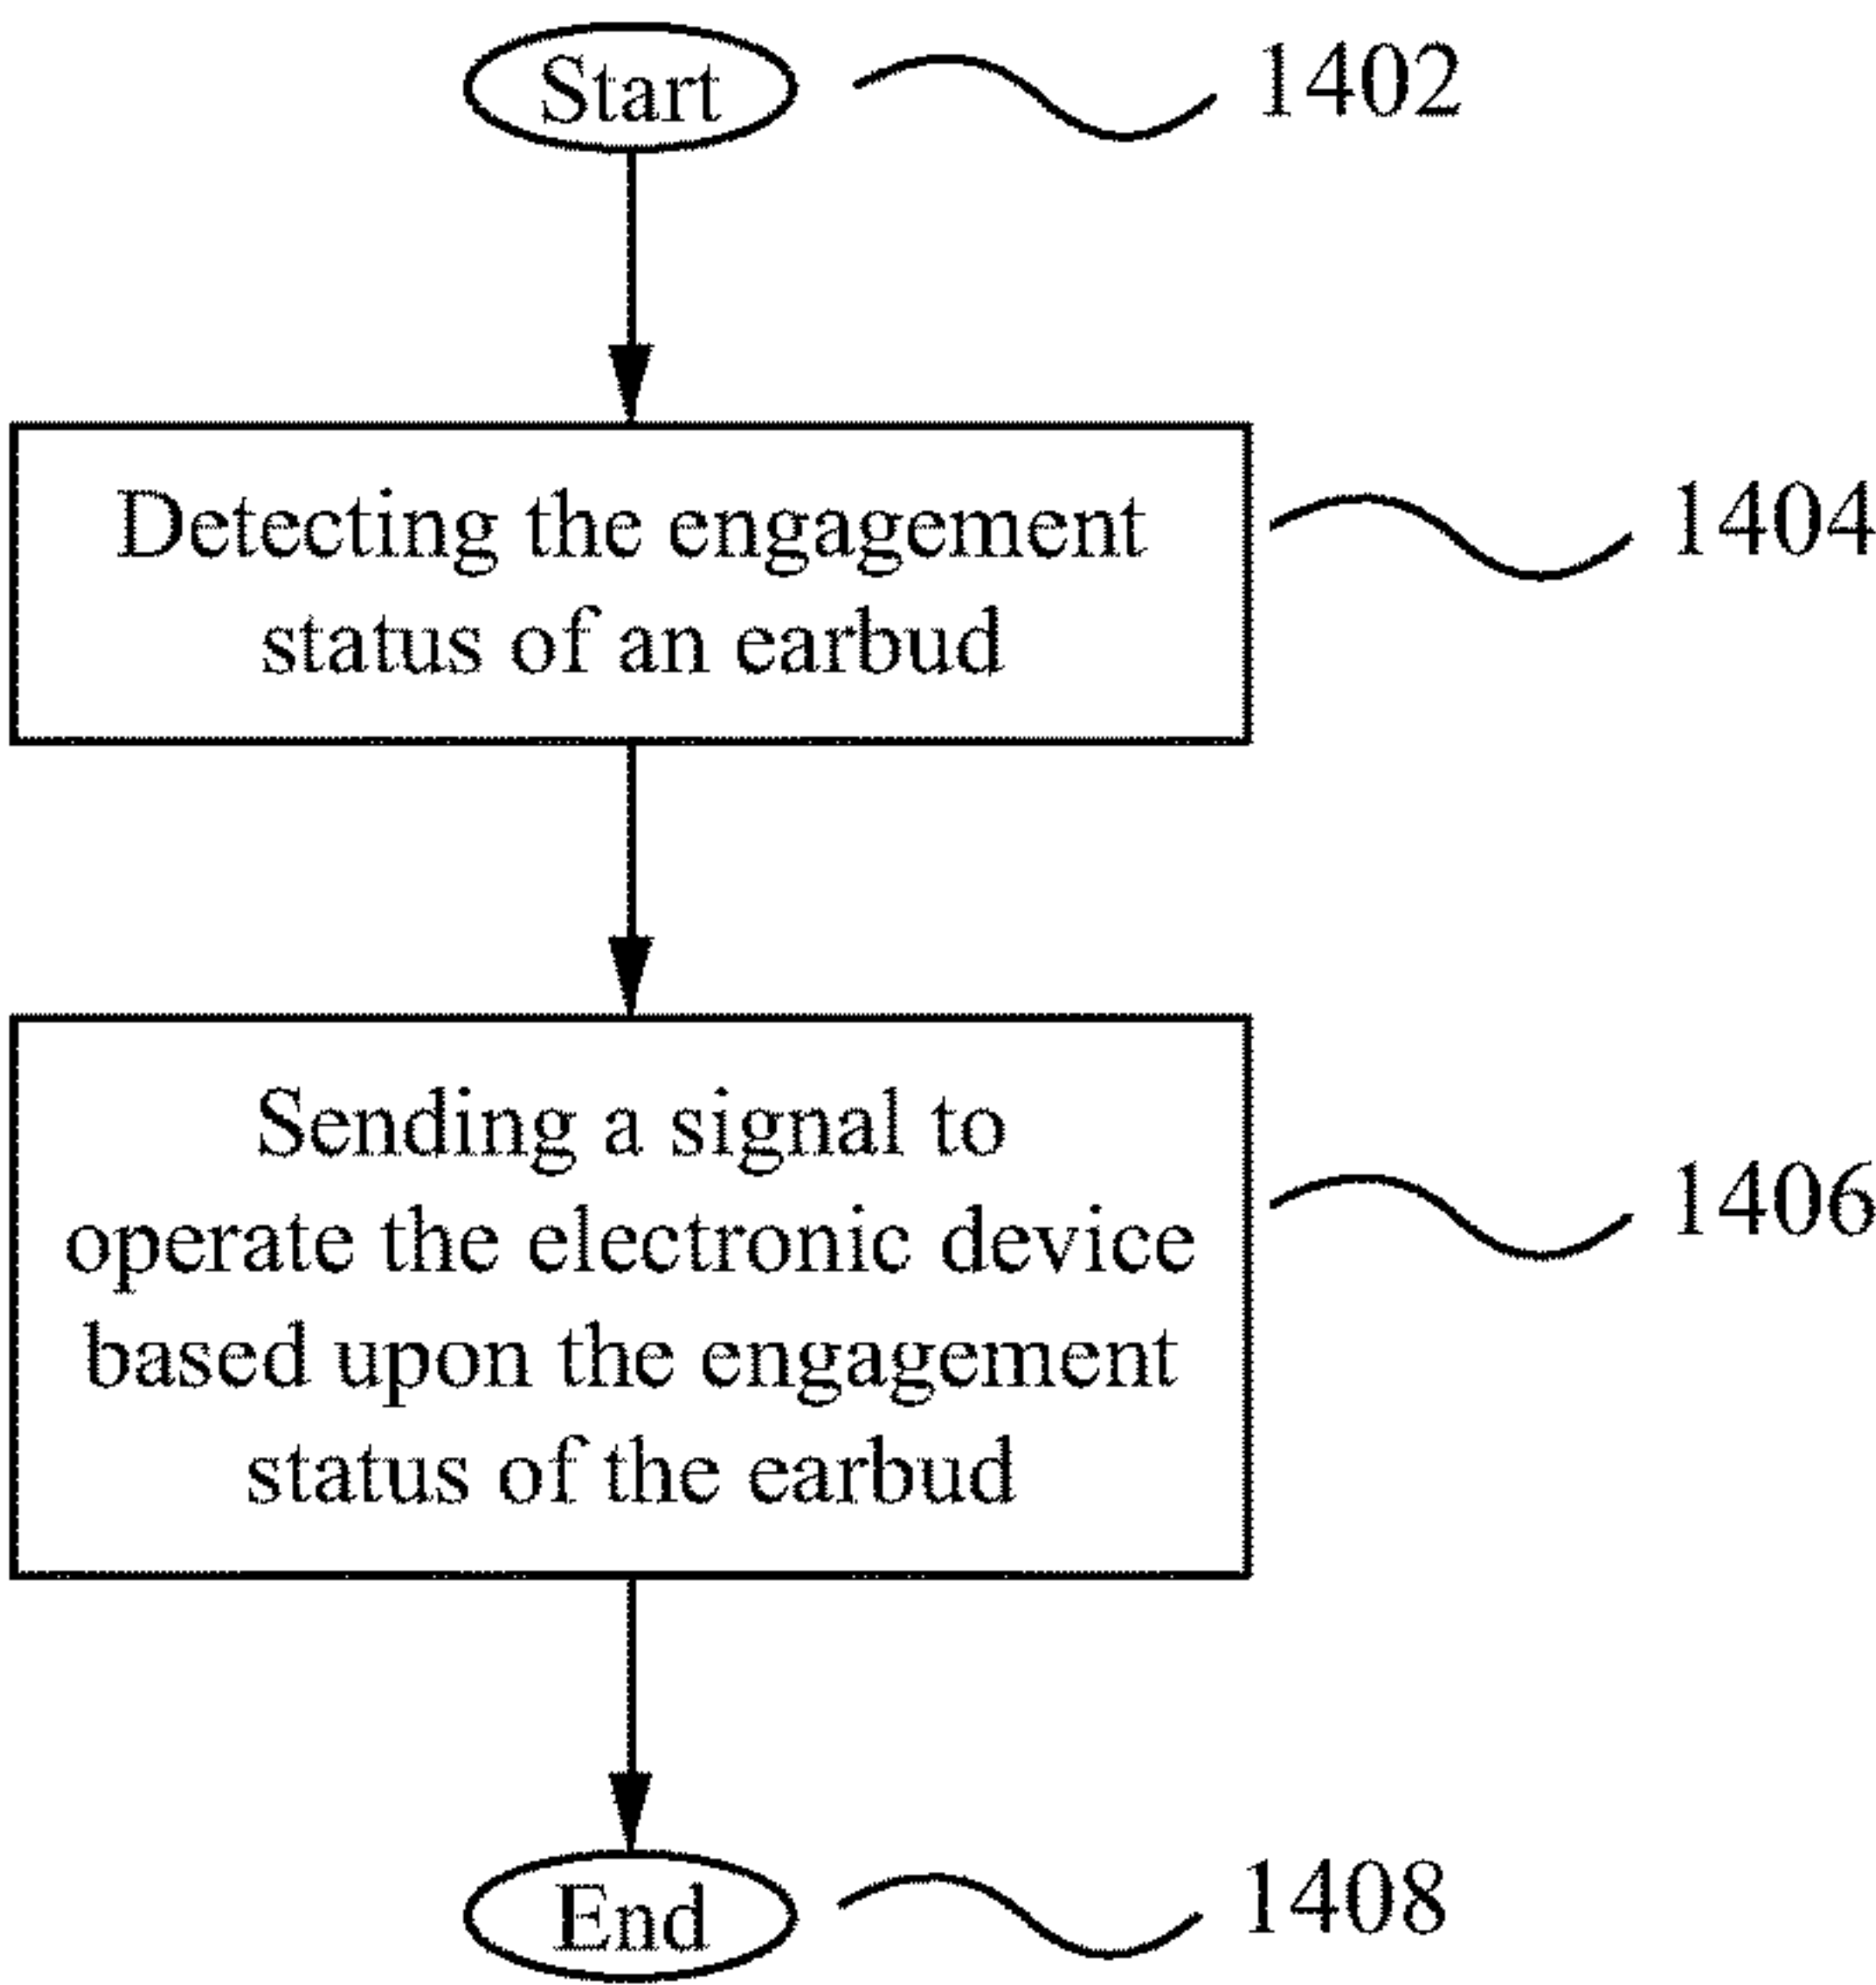 Start
1402
Detecting the engagement
status of an earbud
1404
Sending a signal to
operate the electronic device
based upon the engagement
status of the earbud
1406
End
1408